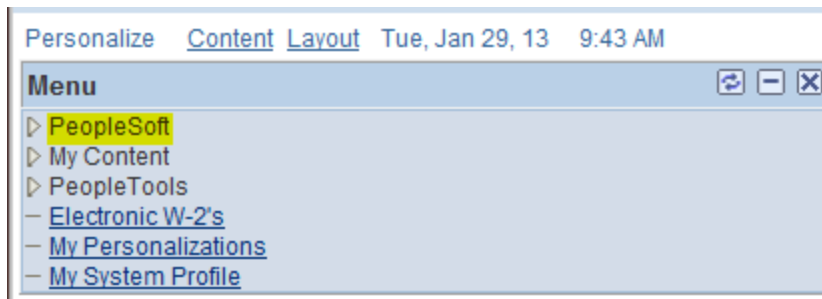 Personalize Content Layout Tue, Jan 29, 13 9:43 AM
Menu
PeopleSoft
My Content
PeopleTools
Electronic W-2's
My Personalizations
My System Profile